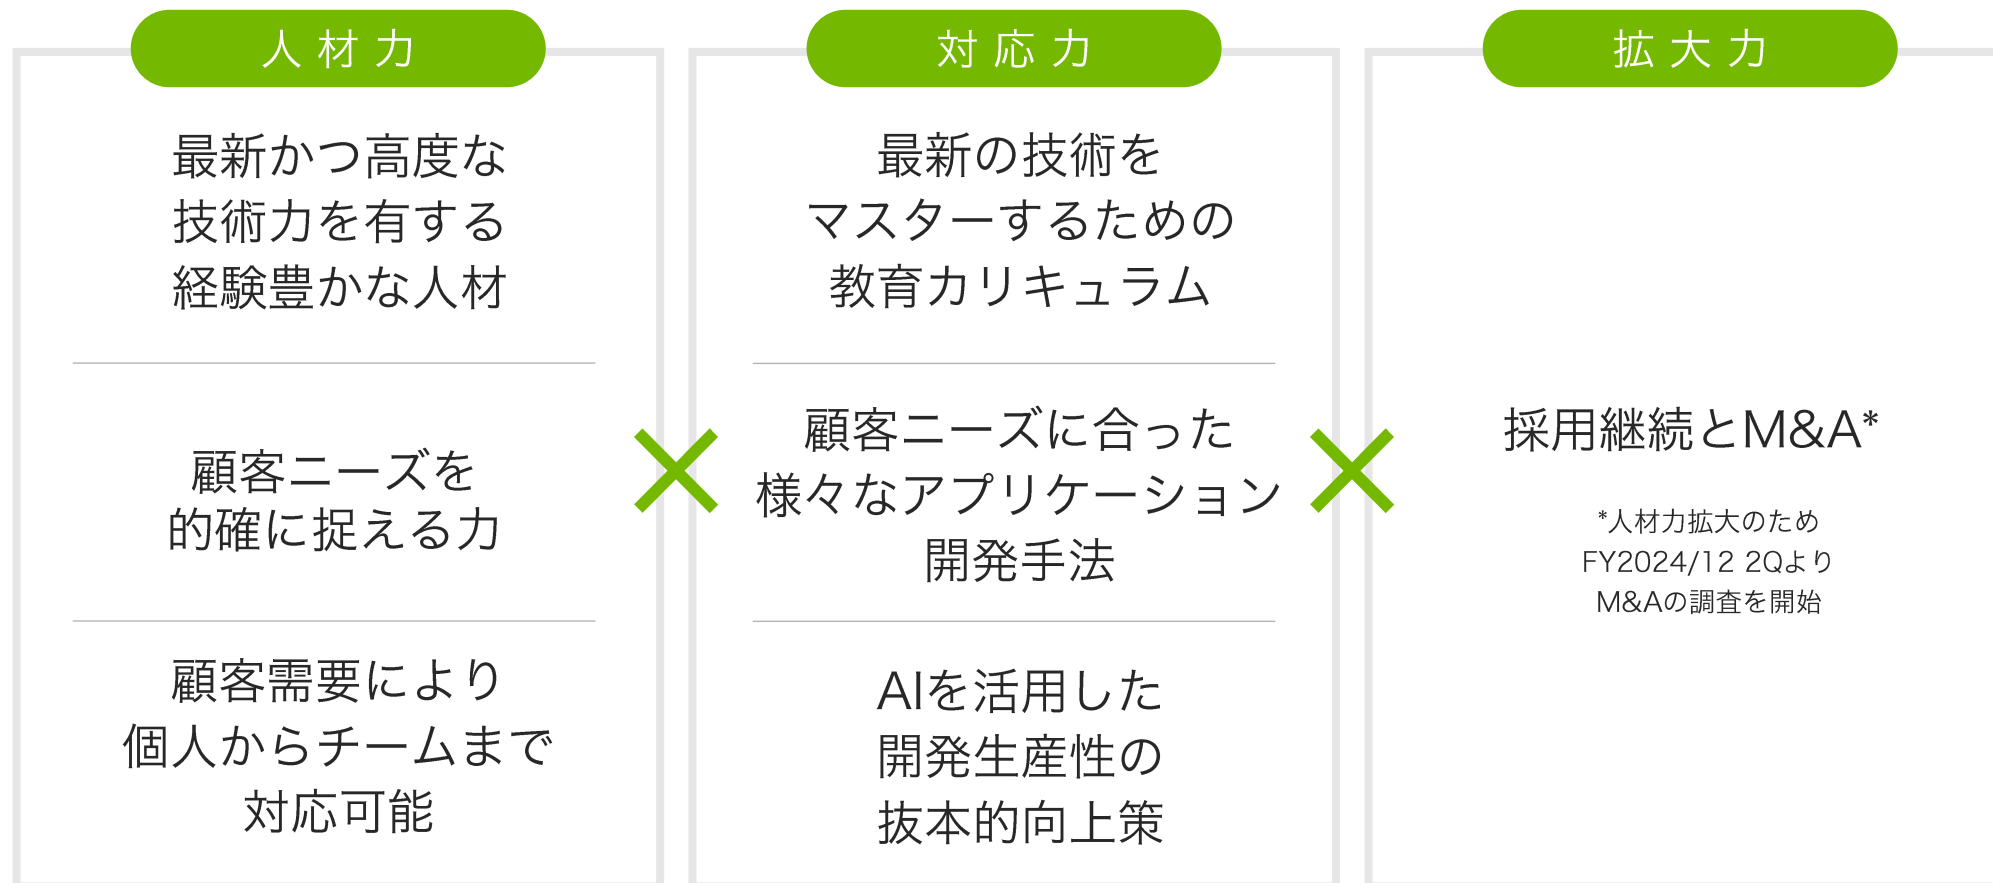 人材力
最新かつ高度な
技術力を有する
経験豊かな人材
顧客ニーズを
的確に捉える力
顧客需要により
個人からチームまで
対応可能
対応力
最新の技術を
マスターするための
教育カリキュラム
顧客ニーズに合った
様々なアプリケーション
開発手法
AIを活用した
開発生産性の
抜本的向上策
拡大力
採用継続とM&A*
*人材力拡大のため
FY2024/12 2Qより
M&Aの調査を開始